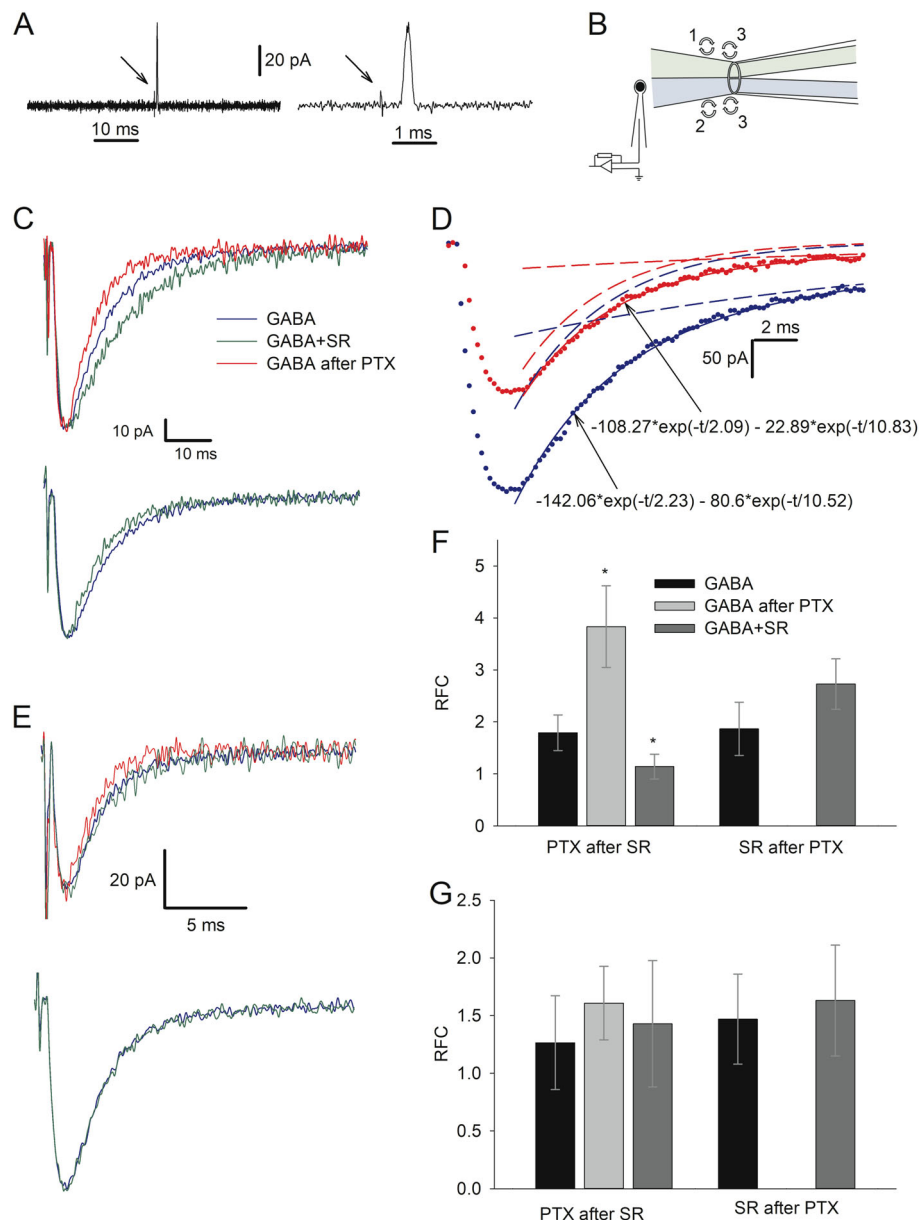 A
20 pA
10 ms
1 ms
B
1
3
2
3
C
GABA
GABA+SR
GABA after PTX
10 pA
10 ms
D
2 ms
50 pA
-108.27*exp(-t/2.09) - 22.89*exp(-t/10.83)
-142.06*exp(-t/2.23) - 80.6*exp(-t/10.52)
E
20 pA
5 ms
F
5
4
3
2
1
0
RFC
*
*
GABA
GABA after PTX
GABA+SR
PTX after SR
SR after PTX
G
2.5
2.0
1.5
1.0
0.5
0.0
RFC
PTX after SR
SR after PTX